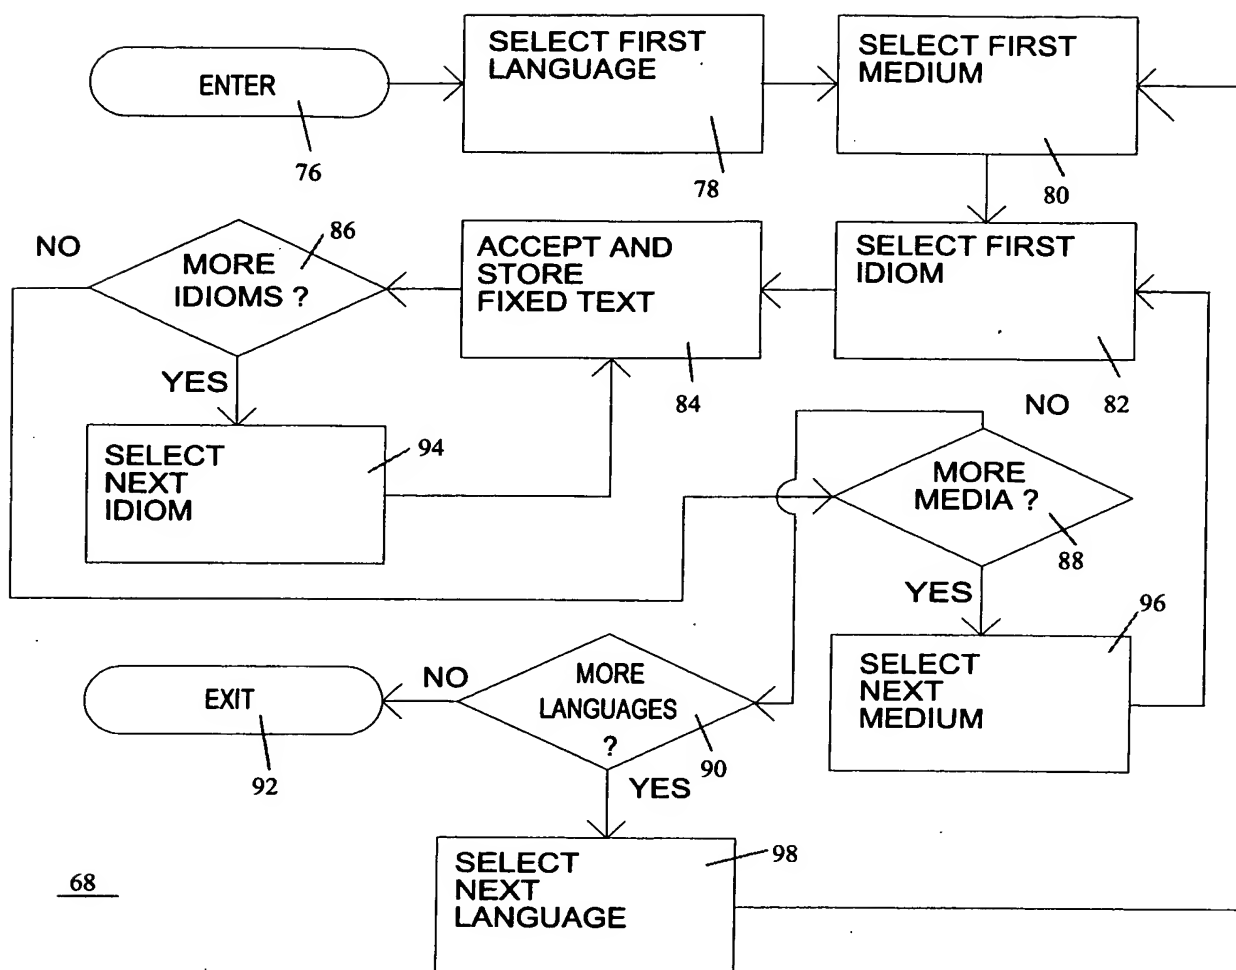 ENTER
76
SELECT FIRST
LANGUAGE
78
SELECT FIRST
MEDIUM
80
NO
86
MORE
IDIOMS ?
YES
ACCEPT AND
STORE
FIXED TEXT
84
SELECT FIRST
IDIOM
82
SELECT
NEXT
IDIOM
94
NO
MORE
MEDIA ?
88
YES
96
SELECT
NEXT
MEDIUM
EXIT
92
NO
MORE
LANGUAGES
?
90
YES
98
SELECT
NEXT
LANGUAGE
68